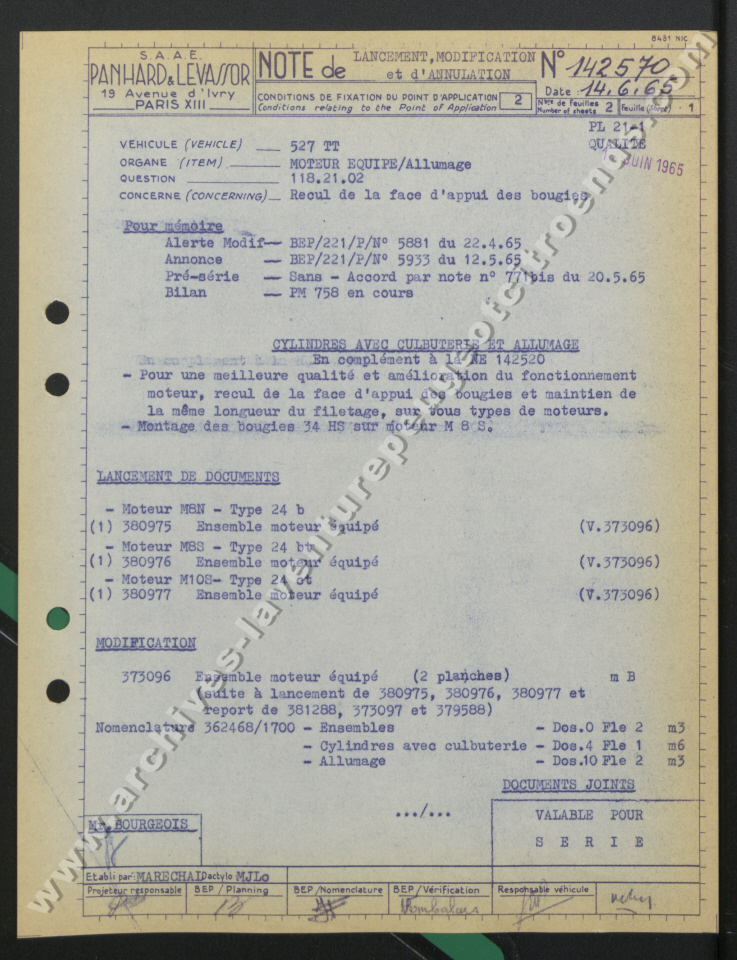 8431 NIC
S.A.A.E.
PANHARD & LEVASSOR
19 Avenue d'Ivry
PARIS XIII
NOTE de LANCEMENT, MODIFICATION
et d'ANNULATION
CONDITIONS DE FIXATION DU POINT D'APPLICATION
Conditions relating to the Point of Application
2
N° 142570
Date: 14.6.65
Nbre de feuilles 2
Number of sheets
Feuille (Sheet) 1
PL 21-1
QUALITE
JUIN 1965
VEHICULE (VEHICLE) 527 TT
ORGANE (ITEM) MOTEUR EQUIPE/Allumage
QUESTION 118.21.02
CONCERNE (CONCERNING) Recul de la face d'appui des bougies
Pour mémoire
Alerte Modif— BEP/221/P/N° 5881 du 22.4.65
Annonce — BEP/221/P/N° 5933 du 12.5.65
Pré-série — Sans - Accord par note n° 771bis du 20.5.65
Bilan — PM 758 en cours
CYLINDRES AVEC CULBUTERIE ET ALLUMAGE
En complément à la NE 142520
- Pour une meilleure qualité et amélioration du fonctionnement
moteur, recul de la face d'appui des bougies et maintien de
la même longueur du filetage, sur tous types de moteurs.
- Montage des bougies 34 HS sur moteur M 8 S.
LANCEMENT DE DOCUMENTS
- Moteur M8N - Type 24 b
(1) 380975 Ensemble moteur équipé (V.373096)
- Moteur M8S - Type 24 bt
(1) 380976 Ensemble moteur équipé (V.373096)
- Moteur M10S- Type 24 bt
(1) 380977 Ensemble moteur équipé (V.373096)
MODIFICATION
373096 Ensemble moteur équipé (2 planches) m B
(suite à lancement de 380975, 380976, 380977 et
report de 381288, 373097 et 379588)
Nomenclature 362468/1700 - Ensembles - Dos.0 Fle 2 m3
- Cylindres avec culbuterie - Dos.4 Fle 1 m6
- Allumage - Dos.10 Fle 2 m3
DOCUMENTS JOINTS
.../...
Mr. BOURGEOIS
VALABLE POUR
S E R I E
Etabli par: MARECHAL Dactylo MJLo
Projeteur responsable
BEP / Planning
BEP / Nomenclature
BEP / Vérification
Responsable véhicule
www.archives-laventurepeugeotcitroends.com